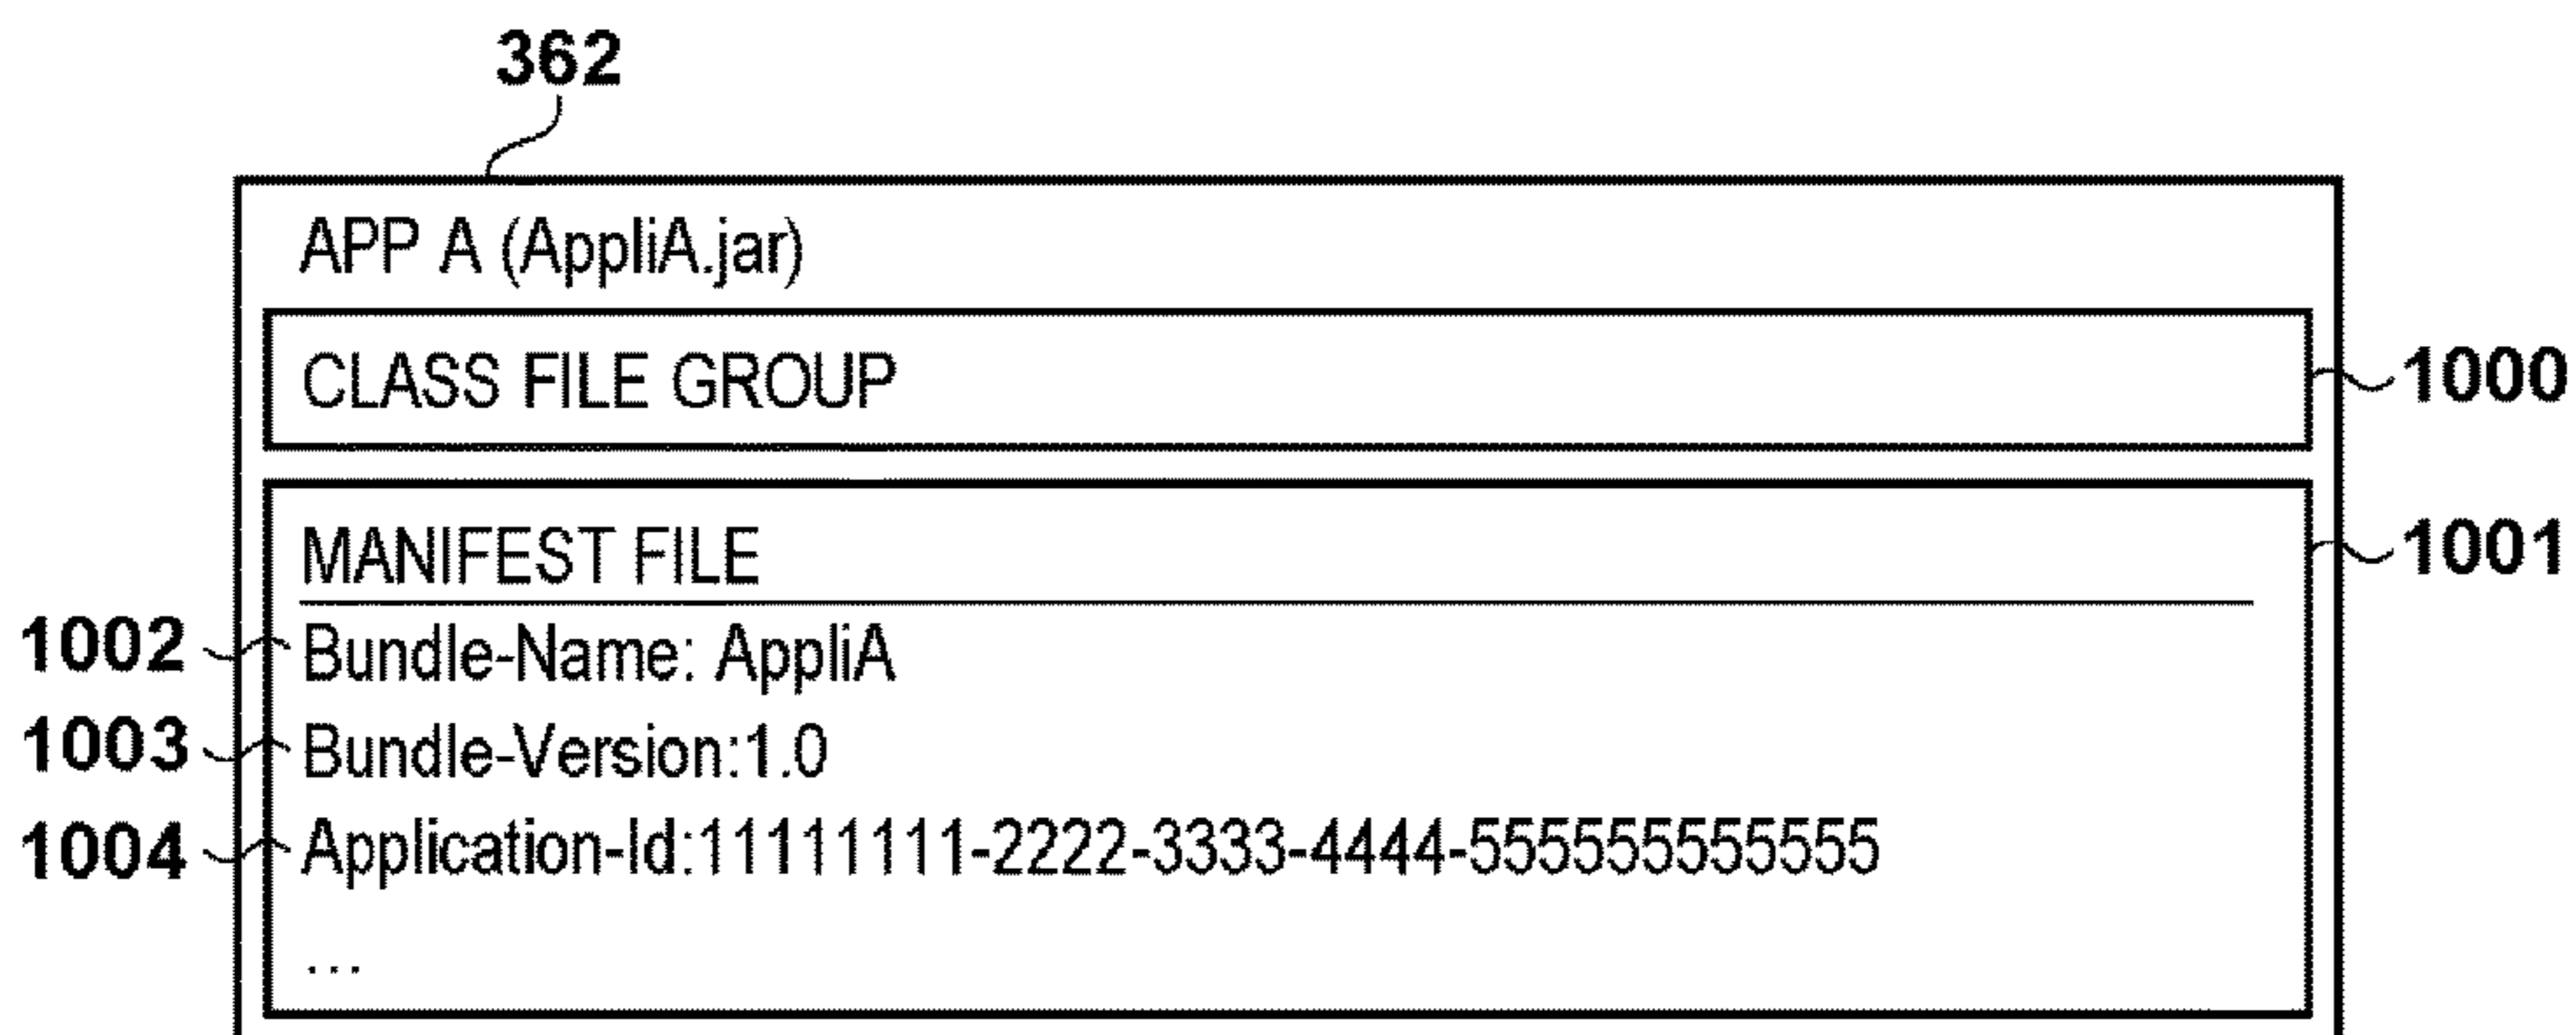 362
APP A (AppliA.jar)
CLASS FILE GROUP
1000
MANIFEST FILE
1001
1002 Bundle-Name: AppliA
1003 Bundle-Version:1.0
1004 Application-Id:11111111-2222-3333-4444-555555555555
...